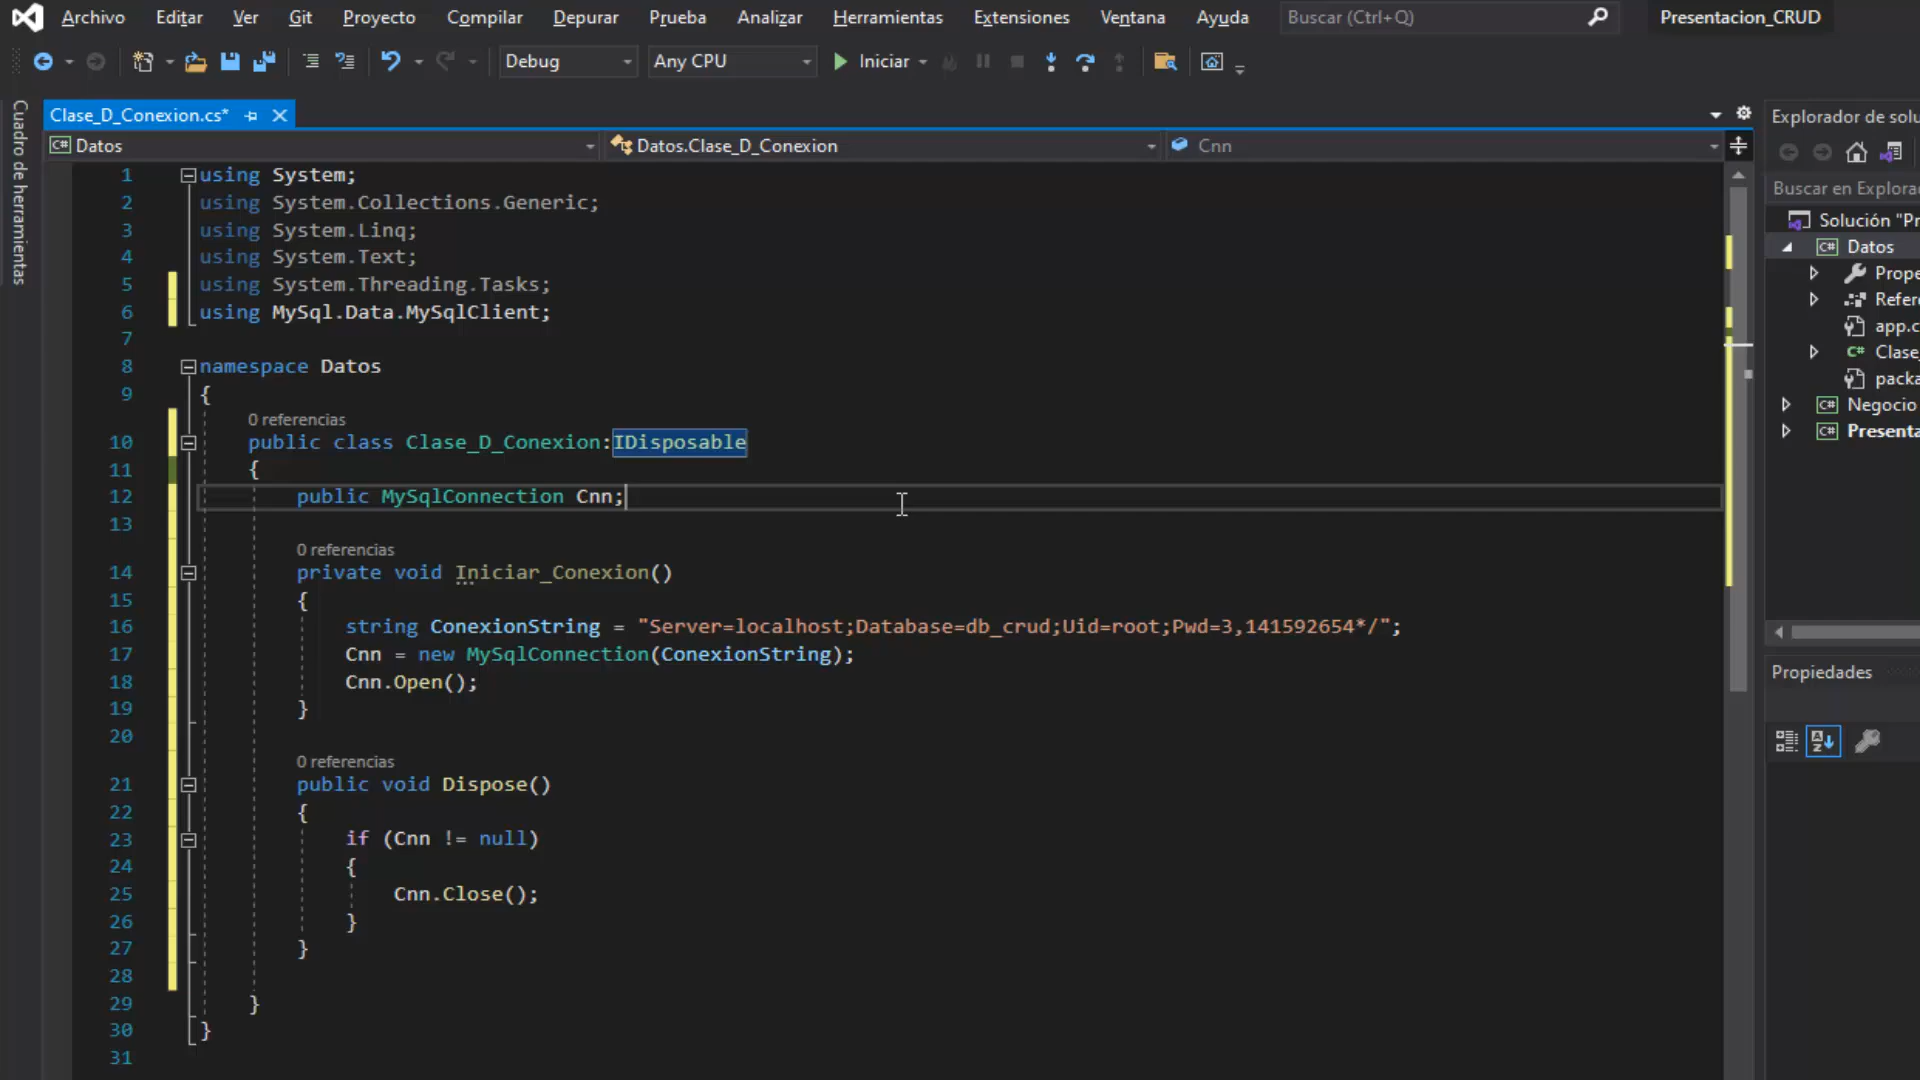 Archivo Editar Ver Git Proyecto Compilar Depurar Prueba Analizar Herramientas Extensiones Ventana Ayuda Buscar (Ctrl+Q) Presentacion_CRUD
Debug Any CPU Iniciar
Cuadro de herramientas
Clase_D_Conexion.cs*
Explorador de solu
Datos Datos.Clase_D_Conexion Cnn
Buscar en Explora
Solución "Pr
Datos
Prope
Refer
app.c
Clase_
packa
Negocio
Presenta
Propiedades
1 using System;
2 using System.Collections.Generic;
3 using System.Linq;
4 using System.Text;
5 using System.Threading.Tasks;
6 using MySql.Data.MySqlClient;
7
8 namespace Datos
9 {
0 referencias
10 public class Clase_D_Conexion:IDisposable
11 {
12 public MySqlConnection Cnn;
13
0 referencias
14 private void Iniciar_Conexion()
15 {
16 string ConexionString = "Server=localhost;Database=db_crud;Uid=root;Pwd=3,141592654*/";
17 Cnn = new MySqlConnection(ConexionString);
18 Cnn.Open();
19 }
20
0 referencias
21 public void Dispose()
22 {
23 if (Cnn != null)
24 {
25 Cnn.Close();
26 }
27 }
28
29 }
30 }
31